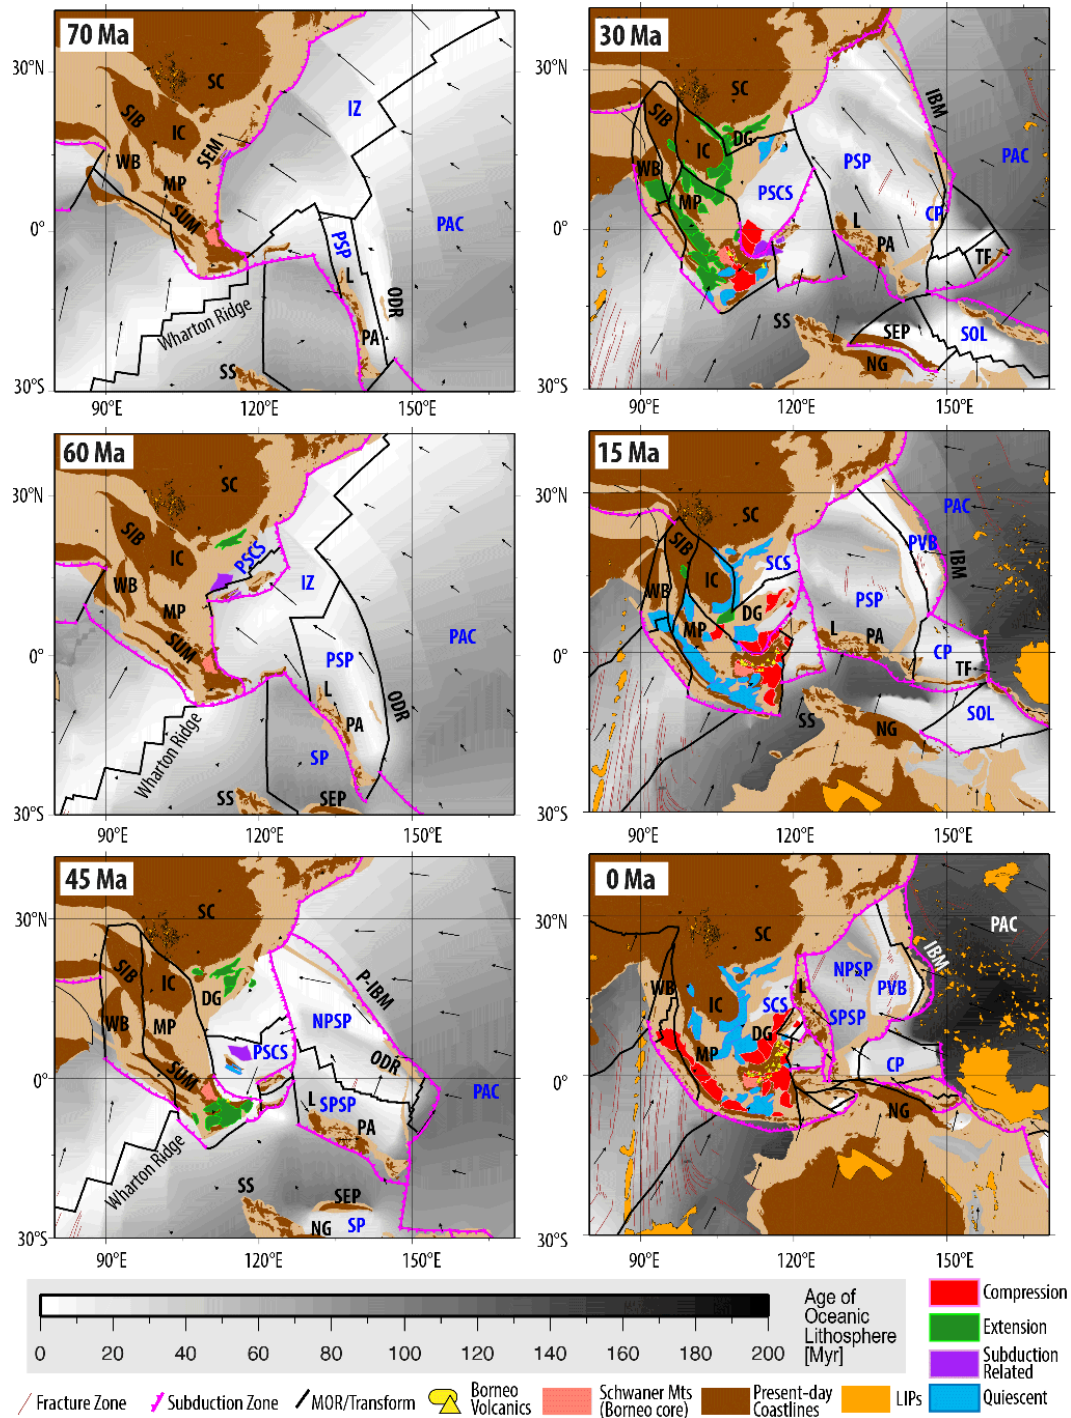 70 Ma
30°N
0°
30°S
90°E
120°E
150°E
SC
SIB
IC
WB
SEM
MP
SUM
IZ
PAC
PSP
L
ODR
PA
Wharton Ridge
SS
30 Ma
30°N
0°
30°S
90°E
120°E
150°E
SC
SIB
IC
DG
WB
MP
IBM
PAC
PSP
PSCS
CP
L
PA
TF
SS
SEP
SOL
NG
60 Ma
30°N
0°
30°S
90°E
120°E
150°E
SC
SIB
IC
PSCS
WB
IZ
MP
SUM
PSP
PAC
L
ODR
PA
Wharton Ridge
SP
SS
SEP
15 Ma
30°N
0°
30°S
90°E
120°E
150°E
SC
PAC
SIB
PVB
IBM
SCS
IC
WB
DG
PSP
MP
L
PA
CP
TF
SS
SOL
NG
45 Ma
30°N
0°
30°S
90°E
120°E
150°E
SC
SIB
IC
DG
P-IBM
WB
MP
NPSP
PSCS
SUM
ODR
L
SPSP
PAC
PA
Wharton Ridge
SS
SEP
NG
SP
0 Ma
30°N
0°
30°S
90°E
120°E
150°E
SC
PAC
IBM
NPSP
WB
PVB
L
IC
SCS
SPSP
DG
MP
CP
NG
0
20
40
60
80
100
120
140
160
180
200
Age of
Oceanic
Lithosphere
[Myr]
Compression
Extension
Subduction
Related
Quiescent
Fracture Zone
Subduction Zone
MOR/Transform
Borneo
Volcanics
Schwaner Mts
(Borneo core)
Present-day
Coastlines
LIPs